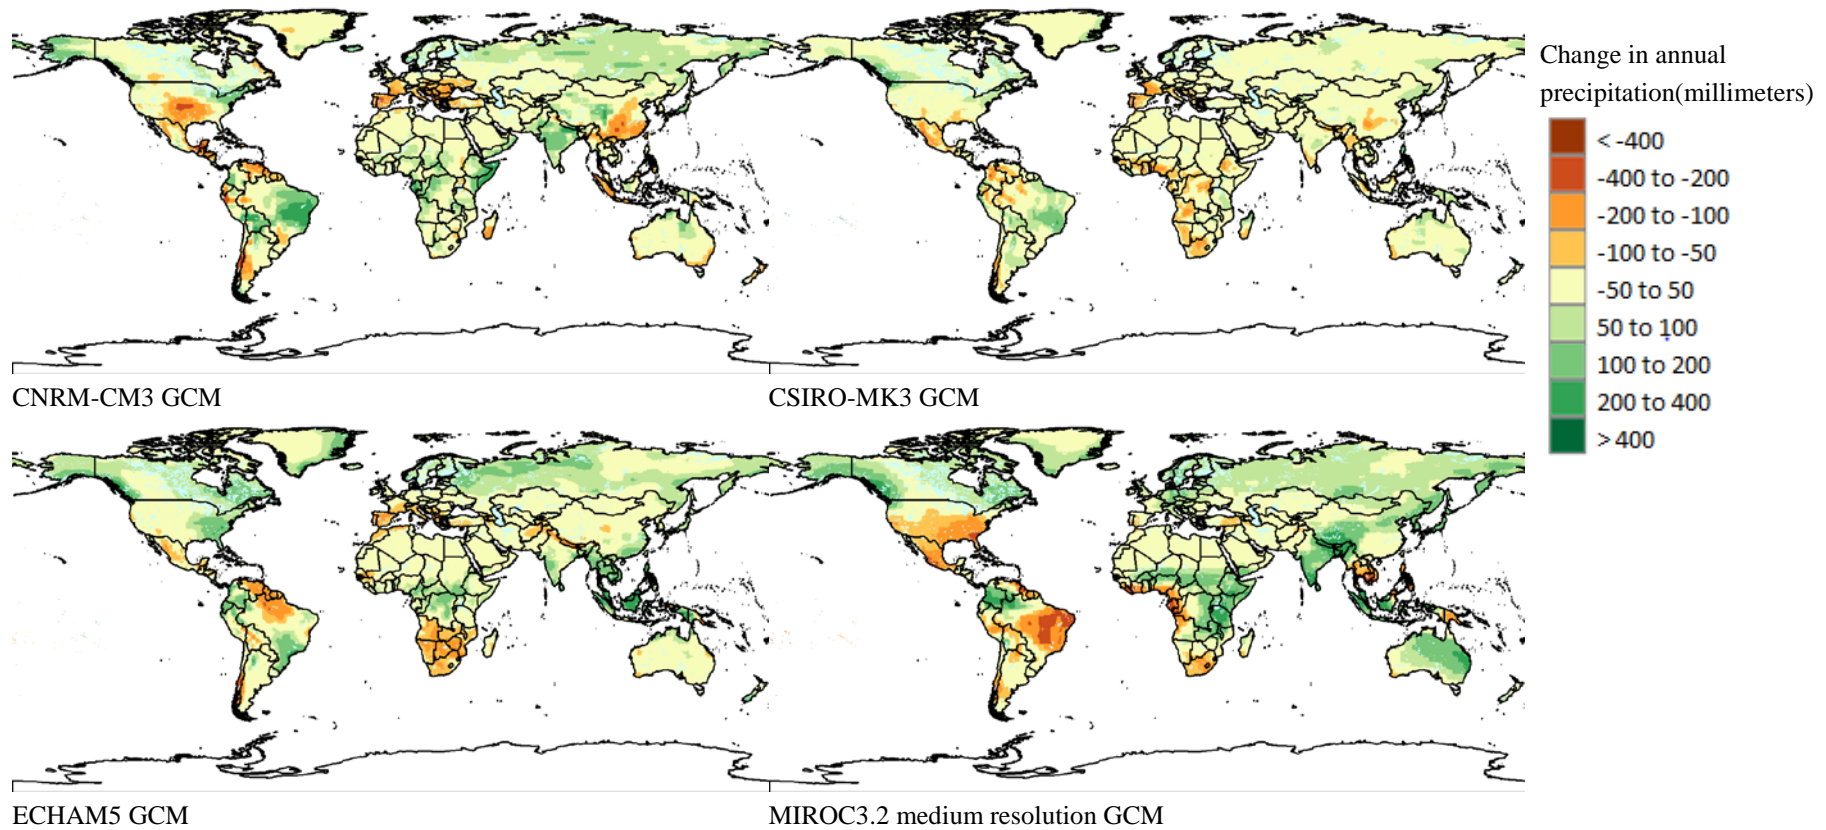 Change in annual
precipitation(millimeters)
< -400
-400 to -200
-200 to -100
-100 to -50
-50 to 50
50 to 100
100 to 200
200 to 400
> 400
CNRM-CM3 GCM
CSIRO-MK3 GCM
ECHAM5 GCM
MIROC3.2 medium resolution GCM